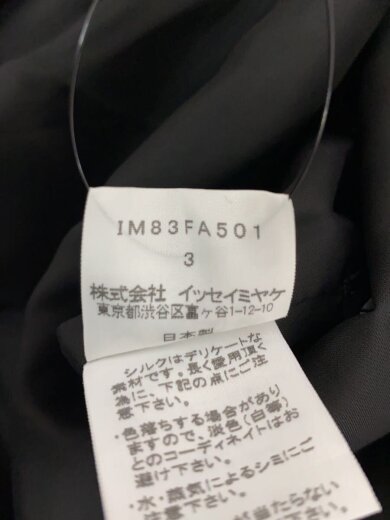 IM83FA501
3
株式会社 イッセイミヤケ
東京都渋谷区富ヶ谷1-12-10
日本製
シルクはデリケートな
素材です。長く愛用頂く
為に、下記の点にご注
意下さい。
・色落ちする場合があり
ますので、淡色(白等)
とのコーディネイトはお
避け下さい。
・水・蒸気によるシミにご
注意下さい。